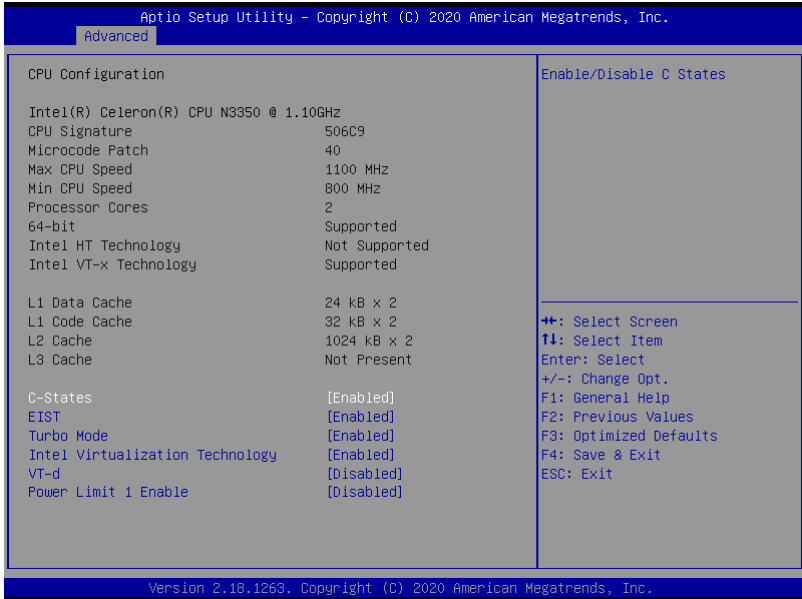 Aptio Setup Utility – Copyright (C) 2020 American Megatrends, Inc.
Advanced
CPU Configuration
Intel(R) Celeron(R) CPU N3350 @ 1.10GHz
CPU Signature 506C9
Microcode Patch 40
Max CPU Speed 1100 MHz
Min CPU Speed 800 MHz
Processor Cores 2
64-bit Supported
Intel HT Technology Not Supported
Intel VT-x Technology Supported
L1 Data Cache 24 kB x 2
L1 Code Cache 32 kB x 2
L2 Cache 1024 kB x 2
L3 Cache Not Present
C-States [Enabled]
EIST [Enabled]
Turbo Mode [Enabled]
Intel Virtualization Technology [Enabled]
VT-d [Disabled]
Power Limit 1 Enable [Disabled]
Enable/Disable C States
→←: Select Screen
↑↓: Select Item
Enter: Select
+/-: Change Opt.
F1: General Help
F2: Previous Values
F3: Optimized Defaults
F4: Save & Exit
ESC: Exit
Version 2.18.1263. Copyright (C) 2020 American Megatrends, Inc.